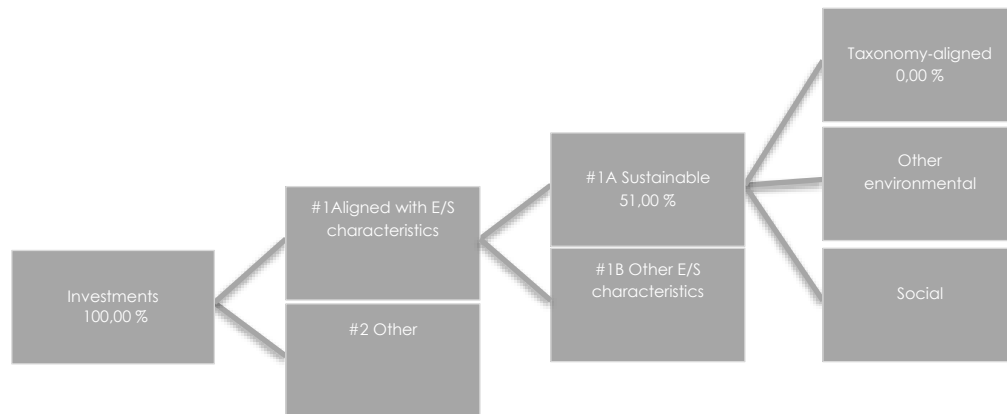 Investments
100,00 %
#1Aligned with E/S
characteristics
#2 Other
#1A Sustainable
51,00 %
#1B Other E/S
characteristics
Taxonomy-aligned
0,00 %
Other
environmental
Social